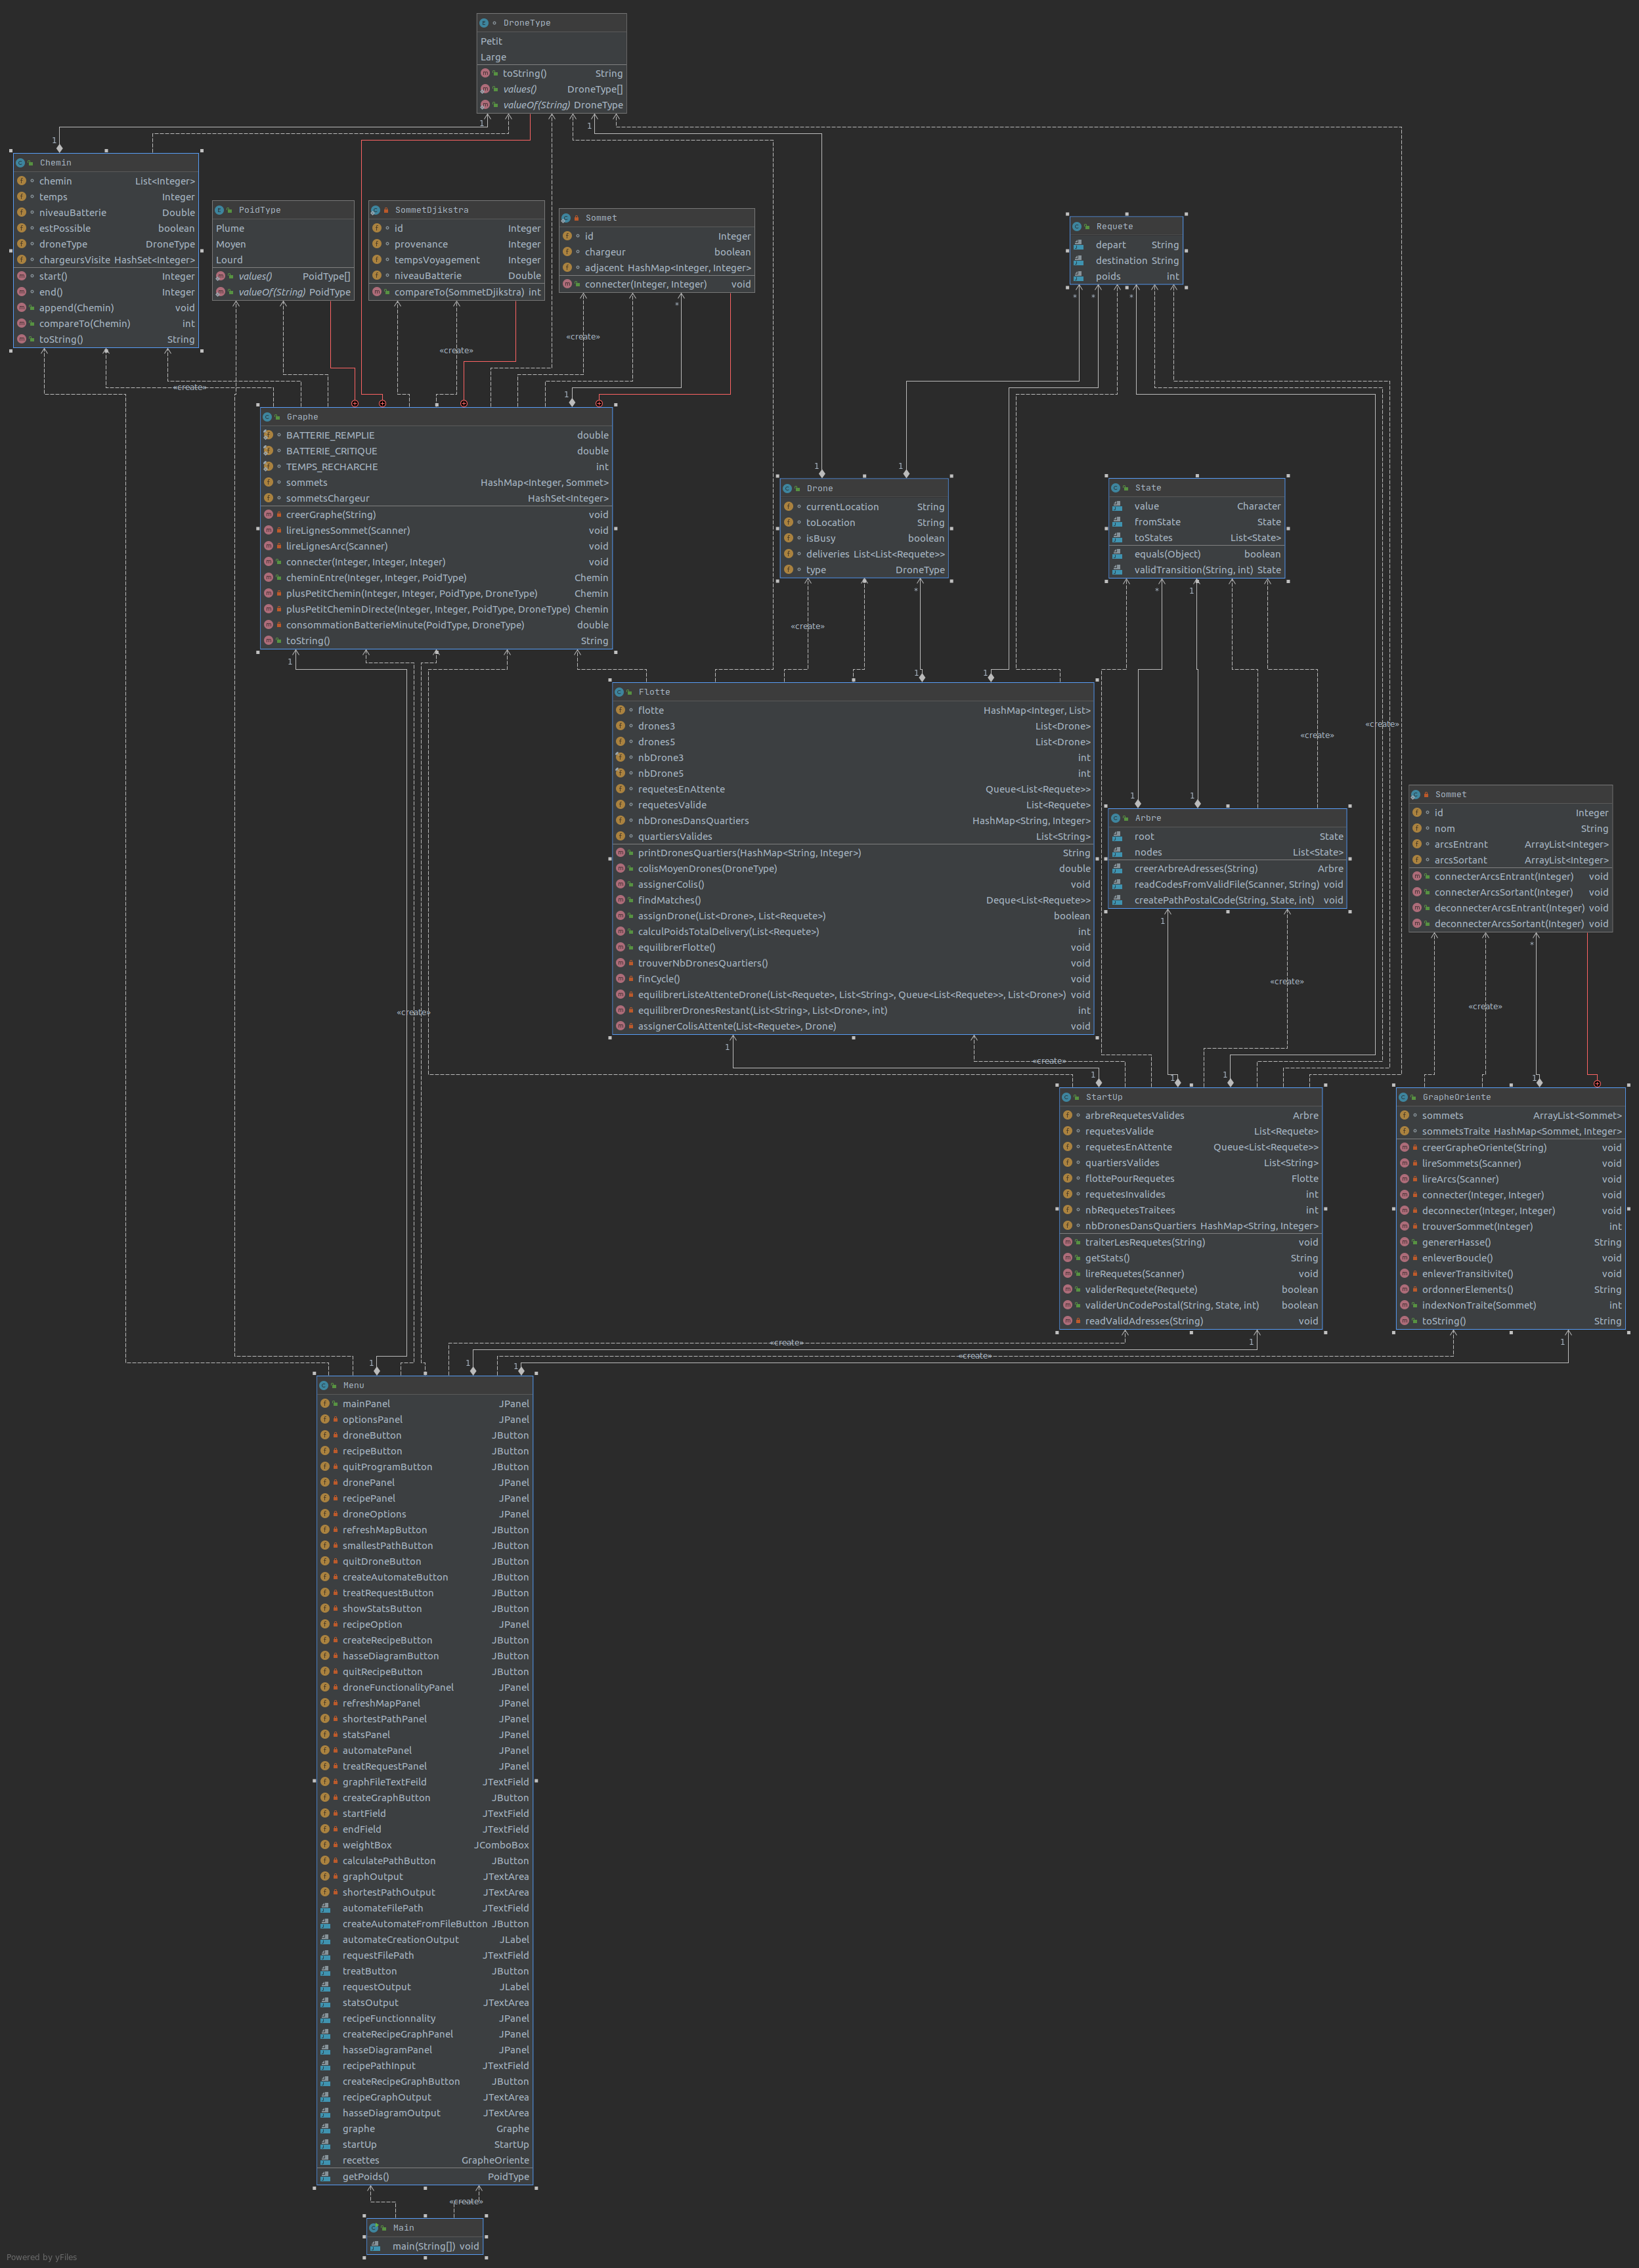 DroneType
Petit
Large
toString() String
values() DroneType[]
valueOf(String) DroneType
1
1
1
Chemin
chemin List<Integer>
temps Integer
niveauBatterie Double
estPossible boolean
droneType DroneType
chargeursVisite HashSet<Integer>
start() Integer
end() Integer
append(Chemin) void
compareTo(Chemin) int
toString() String
PoidType
Plume
Moyen
Lourd
values() PoidType[]
valueOf(String) PoidType
SommetDjikstra
id Integer
provenance Integer
tempsVoyagement Integer
niveauBatterie Double
compareTo(SommetDjikstra) int
Sommet
id Integer
chargeur boolean
adjacent HashMap<Integer, Integer>
connecter(Integer, Integer) void
Requete
depart String
destination String
poids int
* * *
*
«create»
«create»
«create»
1
Graphe
BATTERIE_REMPLIE double
BATTERIE_CRITIQUE double
TEMPS_RECHARCHE int
sommets HashMap<Integer, Sommet>
sommetsChargeur HashSet<Integer>
creerGraphe(String) void
lireLignesSommet(Scanner) void
lireLignesArc(Scanner) void
connecter(Integer, Integer, Integer) void
cheminEntre(Integer, Integer, PoidType) Chemin
plusPetitChemin(Integer, Integer, PoidType, DroneType) Chemin
plusPetitCheminDirecte(Integer, Integer, PoidType, DroneType) Chemin
consommationBatterieMinute(PoidType, DroneType) double
toString() String
1
1 1
Drone
currentLocation String
toLocation String
isBusy boolean
deliveries List<List<Requete>>
type DroneType
State
value Character
fromState State
toStates List<State>
equals(Object) boolean
validTransition(String, int) State
* * 1
«create»
1 1
Flotte
flotte HashMap<Integer, List>
drones3 List<Drone>
drones5 List<Drone>
nbDrone3 int
nbDrone5 int
requetesEnAttente Queue<List<Requete>>
requetesValide List<Requete>
nbDronesDansQuartiers HashMap<String, Integer>
quartiersValides List<String>
printDronesQuartiers(HashMap<String, Integer>) String
colisMoyenDrones(DroneType) double
assignerColis() void
findMatches() Deque<List<Requete>>
assignDrone(List<Drone>, List<Requete>) boolean
calculPoidsTotalDelivery(List<Requete>) int
equilibrerFlotte() void
trouverNbDronesQuartiers() void
finCycle() void
equilibrerListeAttenteDrone(List<Requete>, List<String>, Queue<List<Requete>>, List<Drone>) void
equilibrerDronesRestant(List<String>, List<Drone>, int) int
assignerColisAttente(List<Requete>, Drone) void
«create»
«create»
1 1
Arbre
root State
nodes List<State>
creerArbreAdresses(String) Arbre
readCodesFromValidFile(Scanner, String) void
createPathPostalCode(String, State, int) void
Sommet
id Integer
nom String
arcsEntrant ArrayList<Integer>
arcsSortant ArrayList<Integer>
connecterArcsEntrant(Integer) void
connecterArcsSortant(Integer) void
deconnecterArcsEntrant(Integer) void
deconnecterArcsSortant(Integer) void
1
*
«create»
«create»
«create»
1
«create»
1 1 1
1
StartUp
arbreRequetesValides Arbre
requetesValide List<Requete>
requetesEnAttente Queue<List<Requete>>
quartiersValides List<String>
flottePourRequetes Flotte
requetesInvalides int
nbRequetesTraitees int
nbDronesDansQuartiers HashMap<String, Integer>
traiterLesRequetes(String) void
getStats() String
lireRequetes(Scanner) void
validerRequete(Requete) boolean
validerUnCodePostal(String, State, int) boolean
readValidAdresses(String) void
GrapheOriente
sommets ArrayList<Sommet>
sommetsTraite HashMap<Sommet, Integer>
creerGrapheOriente(String) void
lireSommets(Scanner) void
lireArcs(Scanner) void
connecter(Integer, Integer) void
deconnecter(Integer, Integer) void
trouverSommet(Integer) int
genererHasse() String
enleverBoucle() void
enleverTransitivite() void
ordonnerElements() String
indexNonTraite(Sommet) int
toString() String
«create»
1 1
«create»
1 1 1
Menu
mainPanel JPanel
optionsPanel JPanel
droneButton JButton
recipeButton JButton
quitProgramButton JButton
dronePanel JPanel
recipePanel JPanel
droneOptions JPanel
refreshMapButton JButton
smallestPathButton JButton
quitDroneButton JButton
createAutomateButton JButton
treatRequestButton JButton
showStatsButton JButton
recipeOption JPanel
createRecipeButton JButton
hasseDiagramButton JButton
quitRecipeButton JButton
droneFunctionalityPanel JPanel
refreshMapPanel JPanel
shortestPathPanel JPanel
statsPanel JPanel
automatePanel JPanel
treatRequestPanel JPanel
graphFileTextFeild JTextField
createGraphButton JButton
startField JTextField
endField JTextField
weightBox JComboBox
calculatePathButton JButton
graphOutput JTextArea
shortestPathOutput JTextArea
automateFilePath JTextField
createAutomateFromFileButton JButton
automateCreationOutput JLabel
requestFilePath JTextField
treatButton JButton
requestOutput JLabel
statsOutput JTextArea
recipeFunctionnality JPanel
createRecipeGraphPanel JPanel
hasseDiagramPanel JPanel
recipePathInput JTextField
createRecipeGraphButton JButton
recipeGraphOutput JTextArea
hasseDiagramOutput JTextArea
graphe Graphe
startUp StartUp
recettes GrapheOriente
getPoids() PoidType
«create»
Main
main(String[]) void
Powered by yFiles